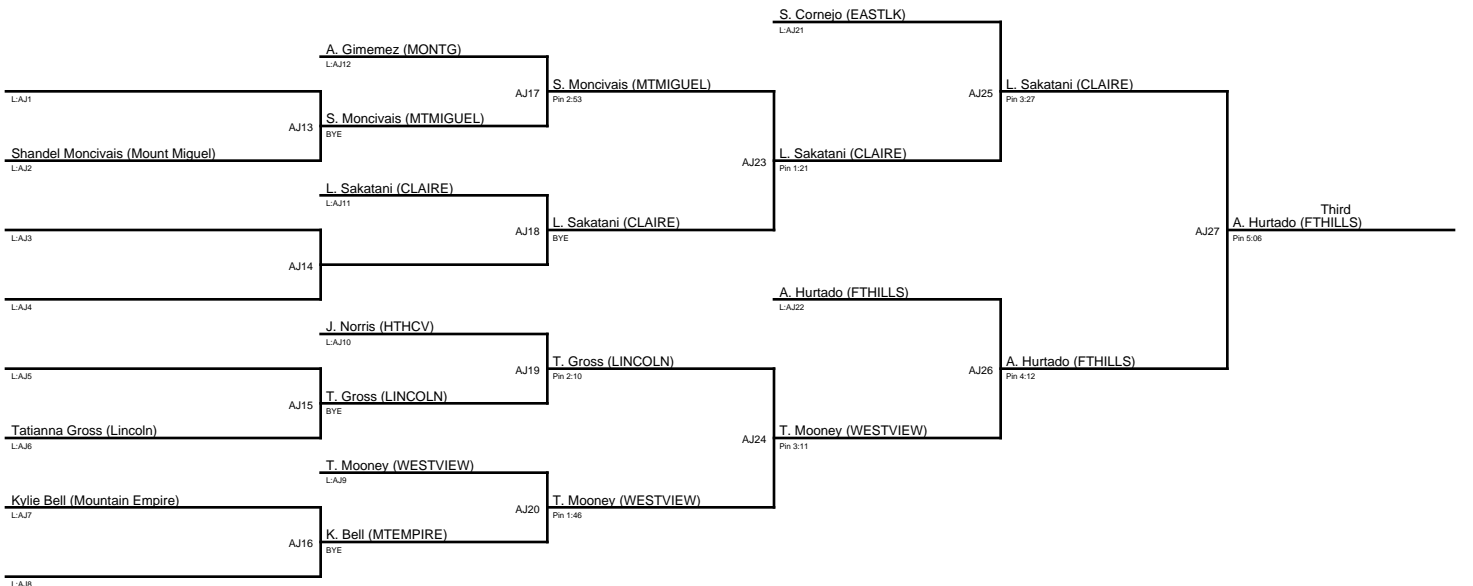 S. Cornejo (EASTLK)
L:AJ21
A. Gimemez (MONTG)
L:AJ12
AJ17
S. Moncivais (MTMIGUEL)
Pin 2:53
AJ25
L. Sakatani (CLAIRE)
Pin 3:27
L:AJ1
AJ13
S. Moncivais (MTMIGUEL)
BYE
Shandel Moncivais (Mount Miguel)
L:AJ2
AJ23
L. Sakatani (CLAIRE)
Pin 1:21
L. Sakatani (CLAIRE)
L:AJ11
L:AJ3
AJ18
L. Sakatani (CLAIRE)
BYE
AJ27
Third
A. Hurtado (FTHILLS)
Pin 5:06
AJ14
L:AJ4
A. Hurtado (FTHILLS)
L:AJ22
J. Norris (HTHCV)
L:AJ10
L:AJ5
AJ19
T. Gross (LINCOLN)
Pin 2:10
AJ26
A. Hurtado (FTHILLS)
Pin 4:12
AJ15
T. Gross (LINCOLN)
BYE
Tatianna Gross (Lincoln)
L:AJ6
AJ24
T. Mooney (WESTVIEW)
Pin 3:11
T. Mooney (WESTVIEW)
L:AJ9
Kylie Bell (Mountain Empire)
L:AJ7
AJ20
T. Mooney (WESTVIEW)
Pin 1:46
AJ16
K. Bell (MTEMPIRE)
BYE
L:AJ8